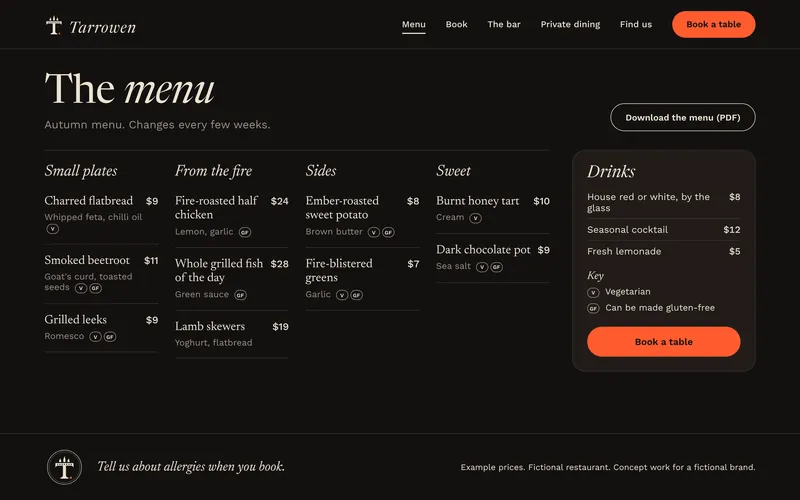 Tarrowen
Menu
Book
The bar
Private dining
Find us
Book a table
The menu
Autumn menu. Changes every few weeks.
Download the menu (PDF)
Small plates
Charred flatbread $9
Whipped feta, chilli oil
V
Smoked beetroot $11
Goat's curd, toasted
seeds V GF
Grilled leeks $9
Romesco V GF
From the fire
Fire-roasted half $24
chicken
Lemon, garlic GF
Whole grilled fish $28
of the day
Green sauce GF
Lamb skewers $19
Yoghurt, flatbread
Sides
Ember-roasted $8
sweet potato
Brown butter V GF
Fire-blistered $7
greens
Garlic V GF
Sweet
Burnt honey tart $10
Cream V
Dark chocolate pot $9
Sea salt V GF
Drinks
House red or white, by the $8
glass
Seasonal cocktail $12
Fresh lemonade $5
Key
V Vegetarian
GF Can be made gluten-free
Book a table
Tell us about allergies when you book.
Example prices. Fictional restaurant. Concept work for a fictional brand.